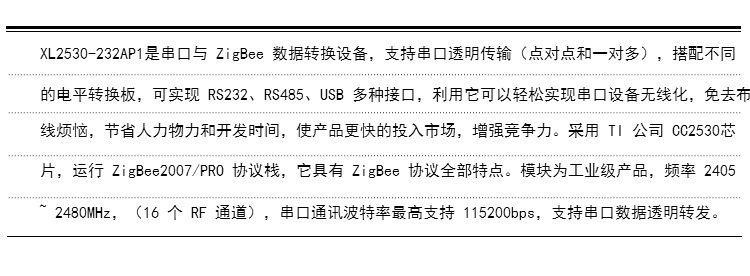 XL2530-232AP1是串口与 ZigBee 数据转换设备，支持串口透明传输（点对点和一对多），搭配不同
的电平转换板，可实现 RS232、RS485、USB 多种接口，利用它可以轻松实现串口设备无线化，免去布
线烦恼，节省人力物力和开发时间，使产品更快的投入市场，增强竞争力。采用 TI 公司 CC2530芯
片，运行 ZigBee2007/PRO 协议栈，它具有 ZigBee 协议全部特点。模块为工业级产品，频率 2405
~ 2480MHz，（16 个 RF 通道），串口通讯波特率最高支持 115200bps，支持串口数据透明转发。